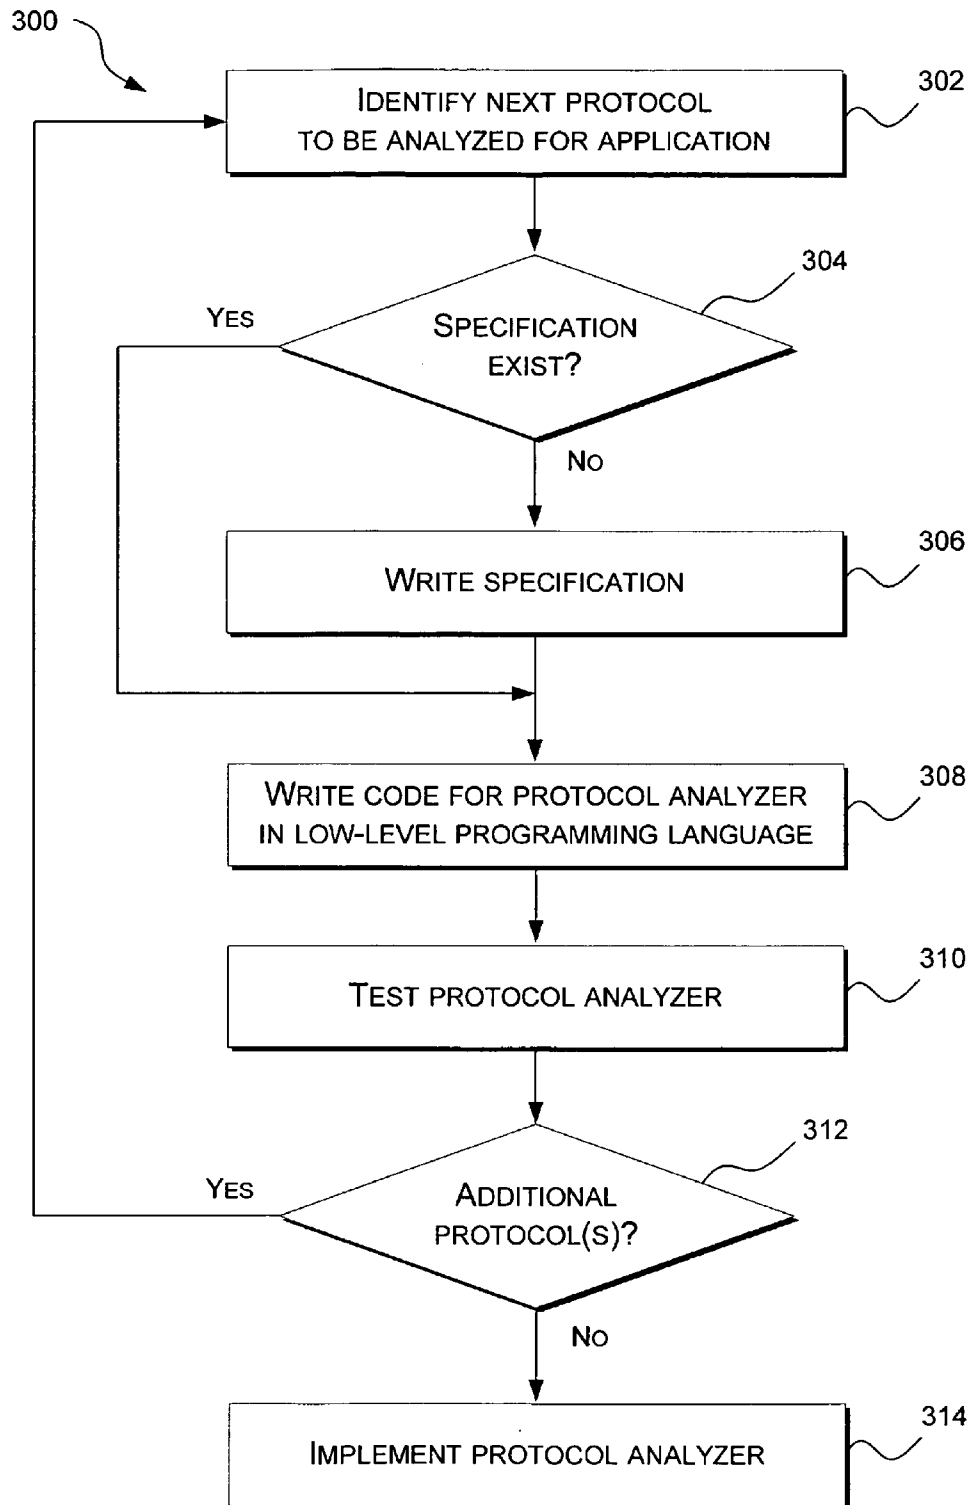 300
IDENTIFY NEXT PROTOCOL
TO BE ANALYZED FOR APPLICATION
302
304
YES
SPECIFICATION
EXIST?
NO
306
WRITE SPECIFICATION
308
WRITE CODE FOR PROTOCOL ANALYZER
IN LOW-LEVEL PROGRAMMING LANGUAGE
310
TEST PROTOCOL ANALYZER
312
YES
ADDITIONAL
PROTOCOL(S)?
NO
314
IMPLEMENT PROTOCOL ANALYZER